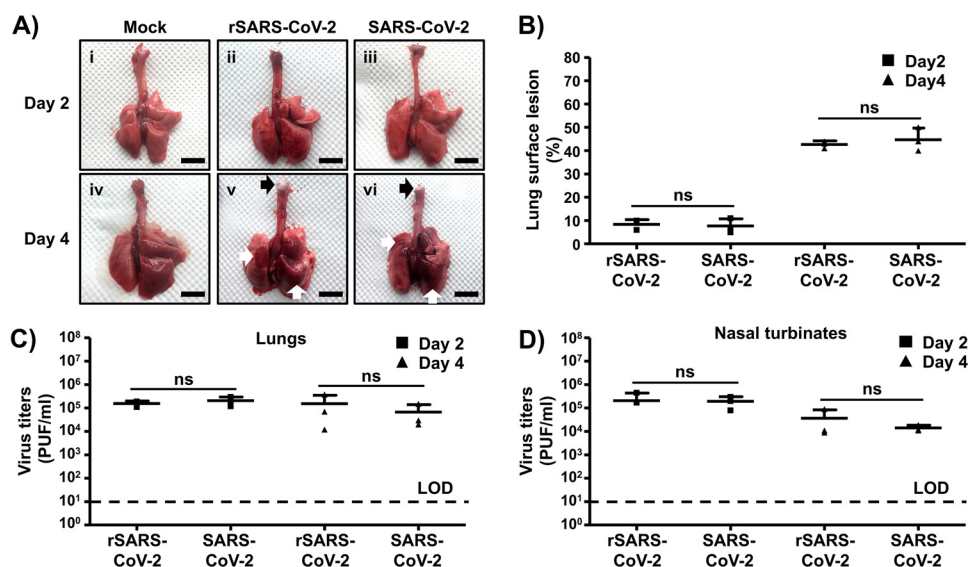 A)
Mock rSARS-CoV-2 SARS-CoV-2
Day 2
i
ii
iii
Day 4
iv
v
vi
B)
Day2
Day4
Lung surface lesion
(%)
80
70
60
50
40
30
20
10
0
ns
ns
rSARS-
CoV-2
SARS-
CoV-2
rSARS-
CoV-2
SARS-
CoV-2
C)
Lungs
Day 2
Day 4
Virus titers
(PUF/ml)
10⁸
10⁷
10⁶
10⁵
10⁴
10³
10²
10¹
10⁰
ns
ns
LOD
rSARS-
CoV-2
SARS-
CoV-2
rSARS-
CoV-2
SARS-
CoV-2
D)
Nasal turbinates
Day 2
Day 4
Virus titers
(PUF/ml)
10⁸
10⁷
10⁶
10⁵
10⁴
10³
10²
10¹
10⁰
ns
ns
LOD
rSARS-
CoV-2
SARS-
CoV-2
rSARS-
CoV-2
SARS-
CoV-2